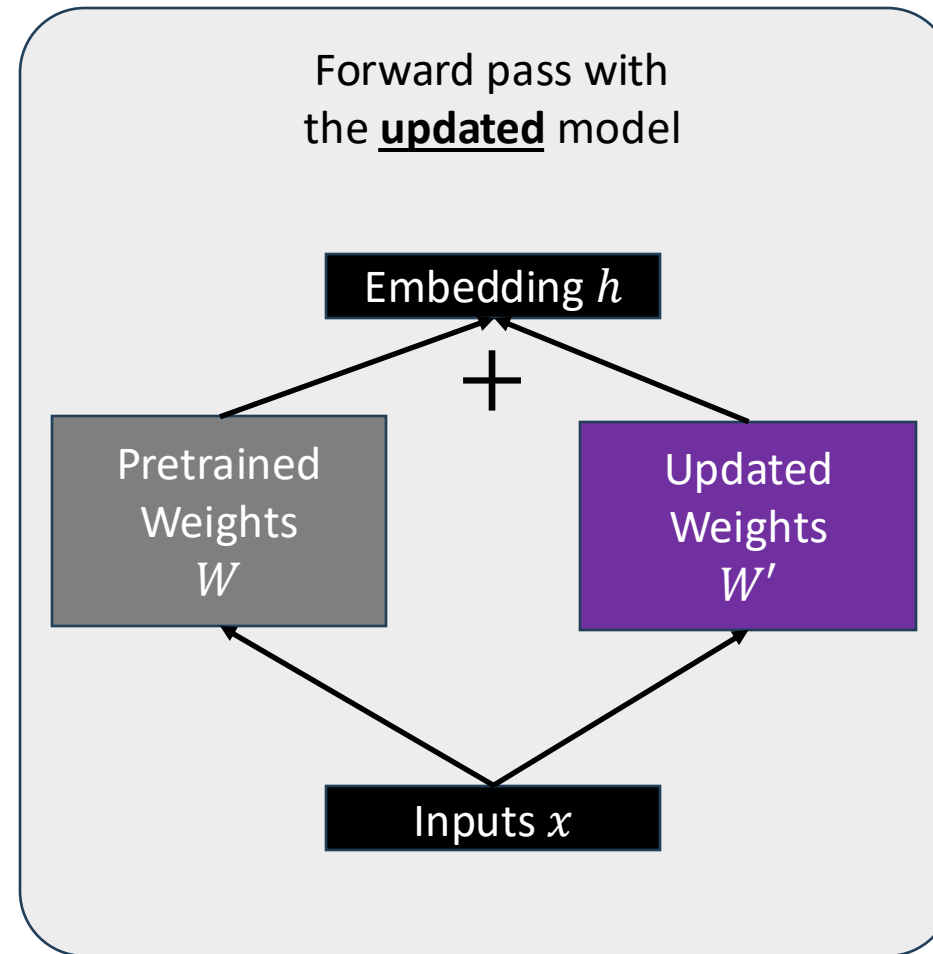 Forward pass with
the updated model
Embedding ℎ
+
Pretrained
Weights
𝑊
Updated
Weights
𝑊′
Inputs 𝑥